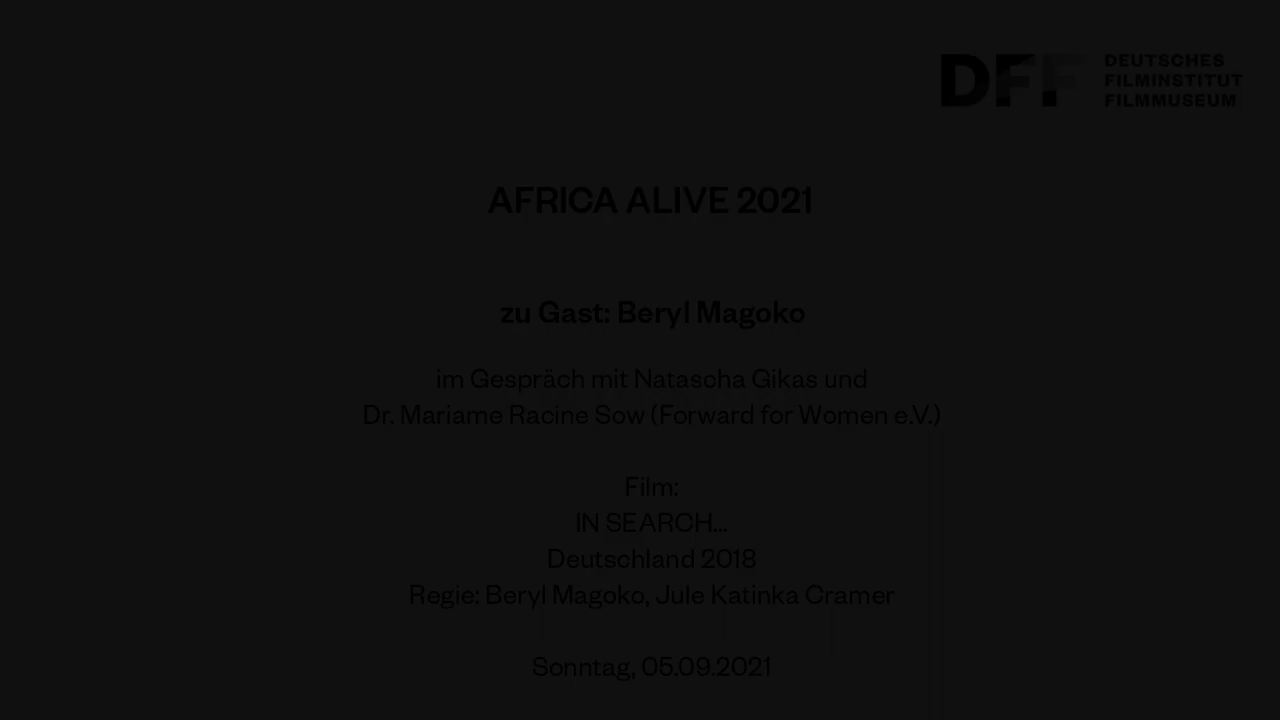 DFF
DEUTSCHES
FILMINSTITUT
FILMMUSEUM
AFRICA ALIVE 2021
zu Gast: Beryl Magoko
im Gespräch mit Natascha Gikas und
Dr. Mariame Racine Sow (Forward for Women e.V.)
Film:
IN SEARCH...
Deutschland 2018
Regie: Beryl Magoko, Jule Katinka Cramer
Sonntag, 05.09.2021